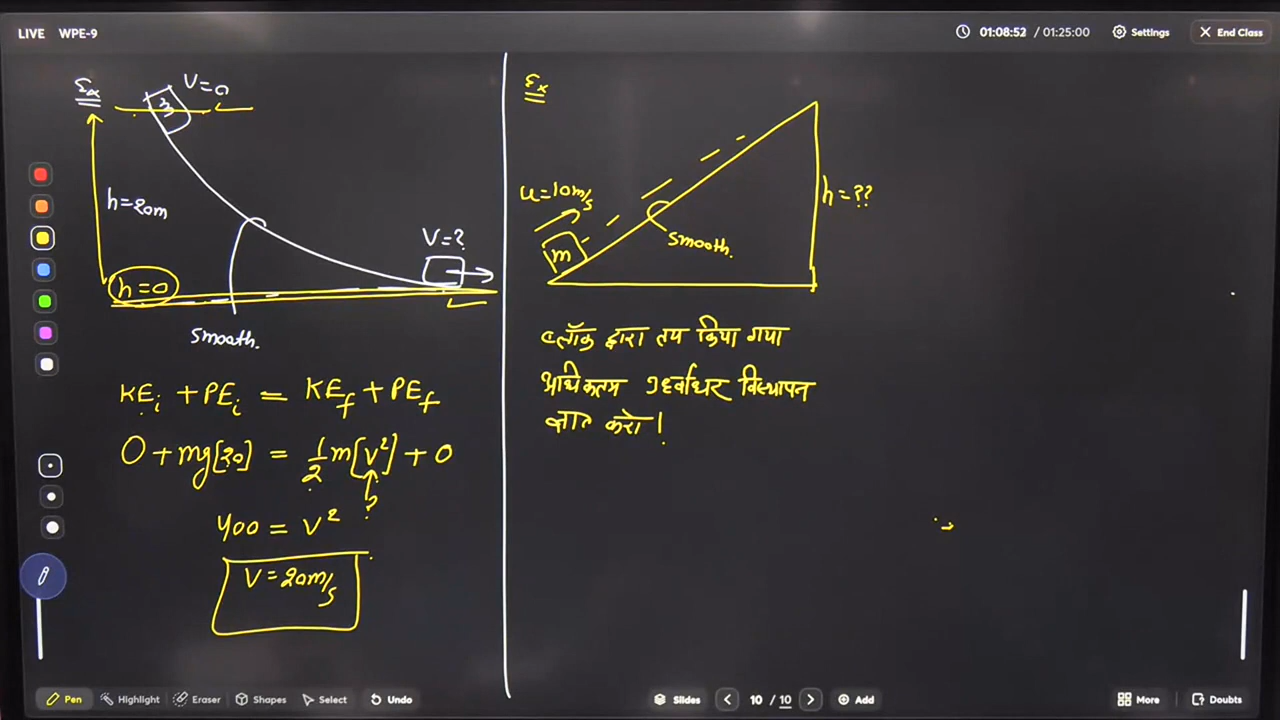 LIVE WPE-9
01:08:52 / 01:25:00 Settings End Class
Ex
V=0
m
h=20m
h=0
V=?
Smooth.
KEi + PEi = KEf + PEf
0 + mg[20] = 1/2 m[v²] + 0
?
400 = v²
V = 20m/s
Ex
u=10m/s
m
Smooth.
h=??
ब्लॉक द्वारा तय किया गया
अधिकतम ऊर्ध्वाधर विस्थापन
ज्ञात करो!
Pen Highlight Eraser Shapes Select Undo Slides 10 / 10 Add More Doubts